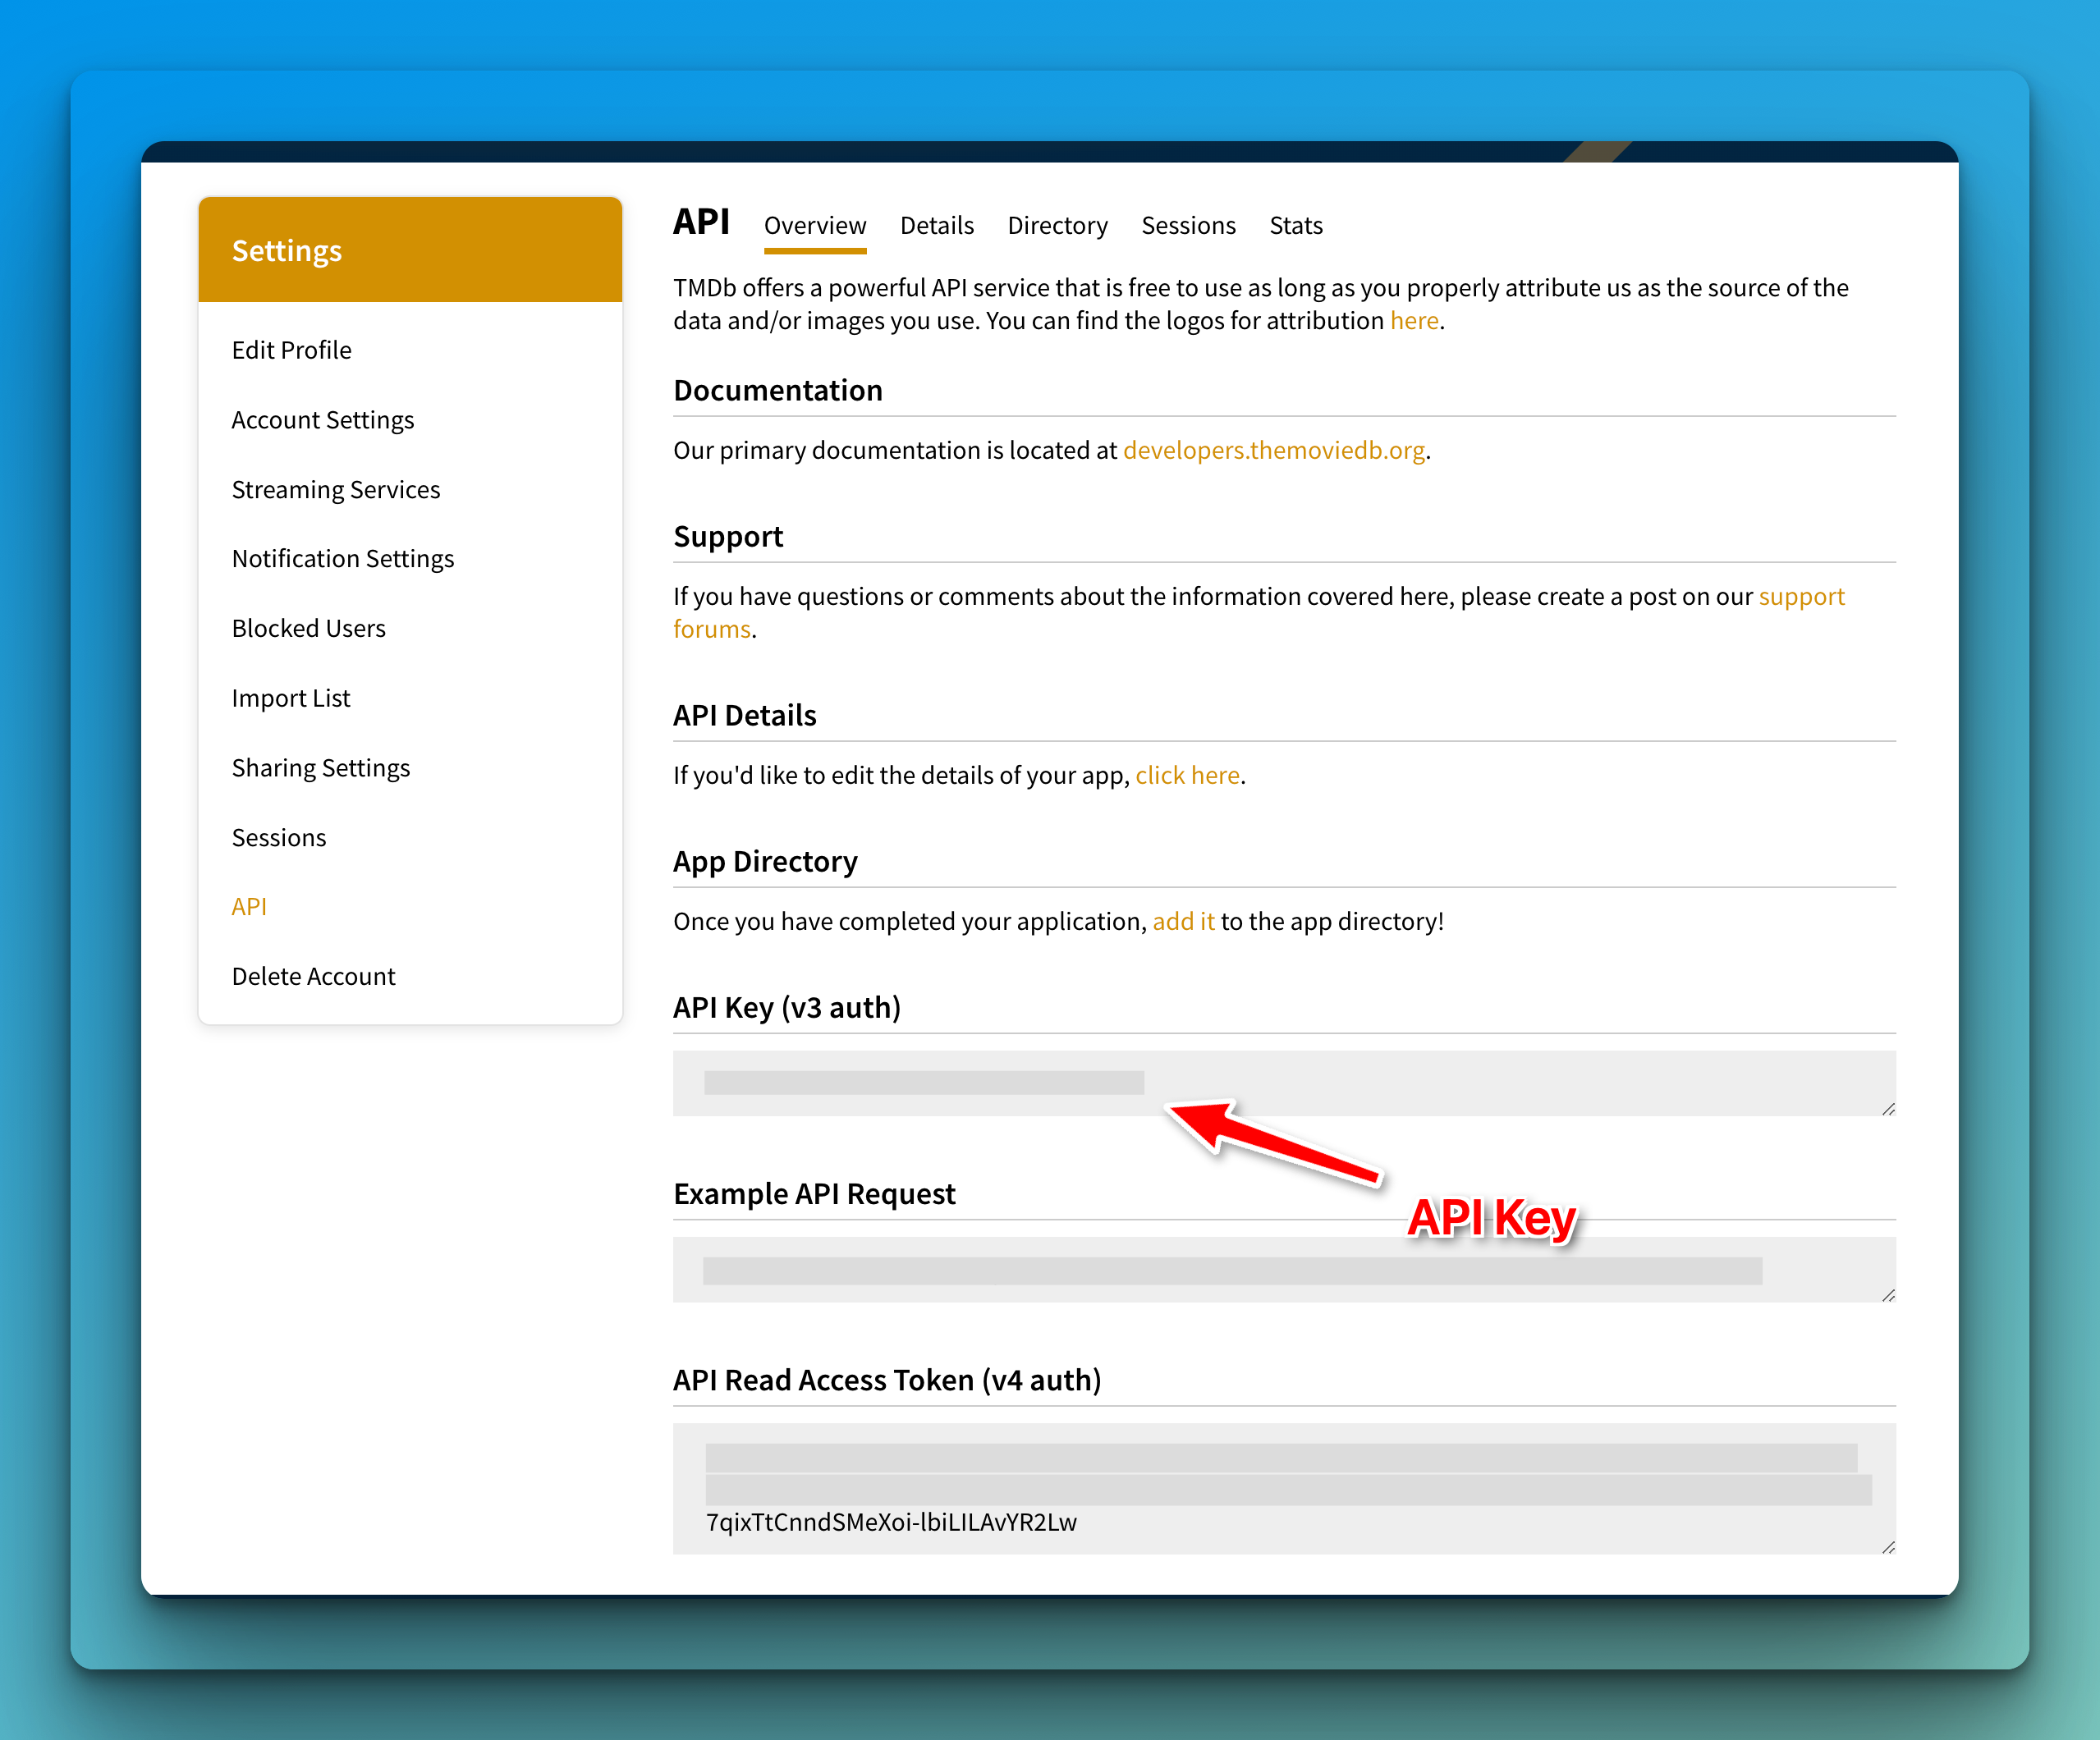 Settings
Edit Profile
Account Settings
Streaming Services
Notification Settings
Blocked Users
Import List
Sharing Settings
Sessions
API
Delete Account
API Overview Details Directory Sessions Stats
TMDb offers a powerful API service that is free to use as long as you properly attribute us as the source of the
data and/or images you use. You can find the logos for attribution here.
Documentation
Our primary documentation is located at developers.themoviedb.org.
Support
If you have questions or comments about the information covered here, please create a post on our support
forums.
API Details
If you'd like to edit the details of your app, click here.
App Directory
Once you have completed your application, add it to the app directory!
API Key (v3 auth)
API Key
Example API Request
API Read Access Token (v4 auth)
7qixTtCnndSMeXoi-lbiLILAvYR2Lw